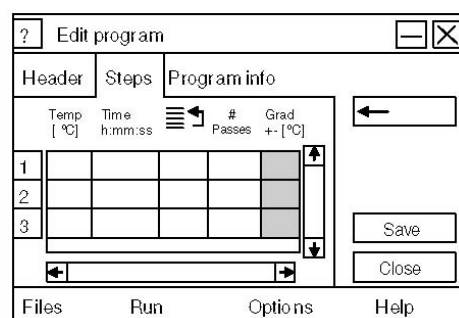 ? Edit program
Header Steps Program info
Temp Time # Grad
[ °C] h:mm:ss Passes +- [°C]
1
2
3
Save
Close
Files Run Options Help